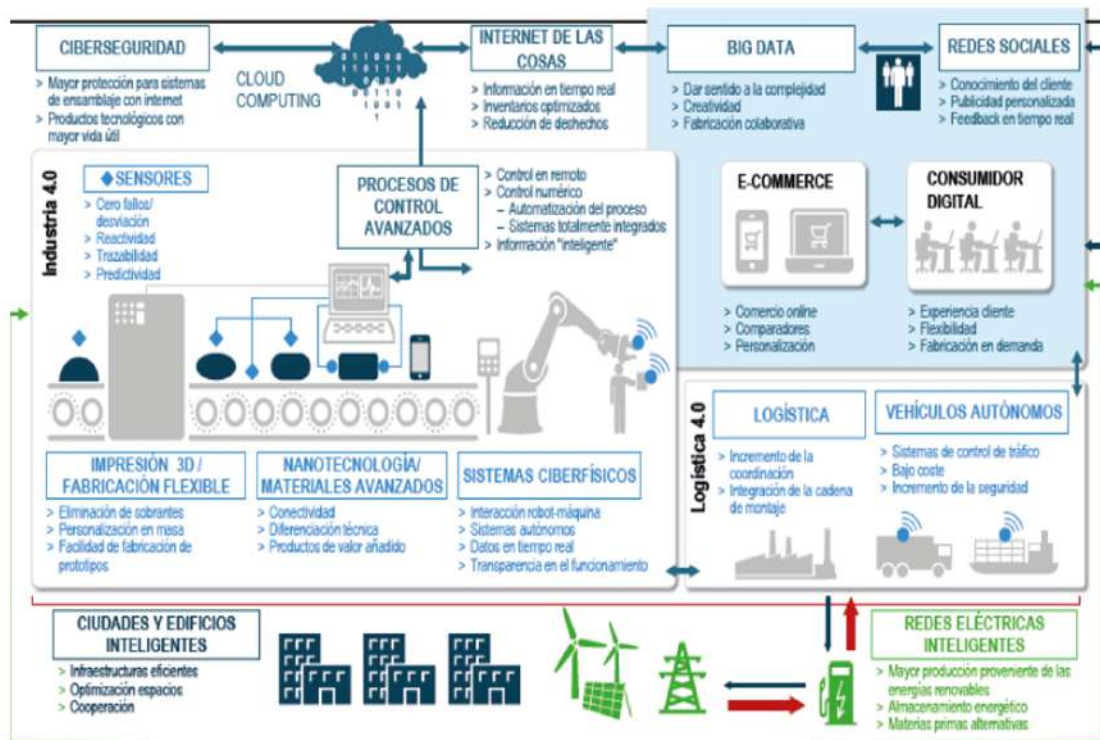 CIBERSEGURIDAD
> Mayor protección para sistemas
de ensamblaje con internet
> Productos tecnológicos con
mayor vida útil
CLOUD
COMPUTING
INTERNET DE LAS
COSAS
> Información en tiempo real
> Inventarios optimizados
> Reducción de deshechos
BIG DATA
> Dar sentido a la complejidad
> Creatividad
> Fabricación colaborativa
REDES SOCIALES
> Conocimiento del cliente
> Publicidad personalizada
> Feedback en tiempo real
Industria 4.0
SENSORES
> Cero fallos/
desviación
> Reactividad
> Trazabilidad
> Predictividad
PROCESOS DE
CONTROL
AVANZADOS
> Control en remoto
> Control numérico
– Automatización del proceso
– Sistemas totalmente integrados
> Información "inteligente"
E-COMMERCE
> Comercio online
> Comparadores
> Personalización
CONSUMIDOR
DIGITAL
> Experiencia cliente
> Flexibilidad
> Fabricación en demanda
IMPRESIÓN 3D /
FABRICACIÓN FLEXIBLE
> Eliminación de sobrantes
> Personalización en masa
> Facilidad de fabricación de
prototipos
NANOTECNOLOGÍA/
MATERIALES AVANZADOS
> Conectividad
> Diferenciación técnica
> Productos de valor añadido
SISTEMAS CIBERFÍSICOS
> Interacción robot-máquina
> Sistemas autónomos
> Datos en tiempo real
> Transparencia en el funcionamiento
Logística 4.0
LOGÍSTICA
> Incremento de la
coordinación
> Integración de la cadena
de montaje
VEHÍCULOS AUTÓNOMOS
> Sistemas de control de tráfico
> Bajo coste
> Incremento de la seguridad
CIUDADES Y EDIFICIOS
INTELIGENTES
> Infraestructuras eficientes
> Optimización espacios
> Cooperación
REDES ELÉCTRICAS
INTELIGENTES
> Mayor producción proveniente de las
energías renovables
> Almacenamiento energético
> Materias primas alternativas